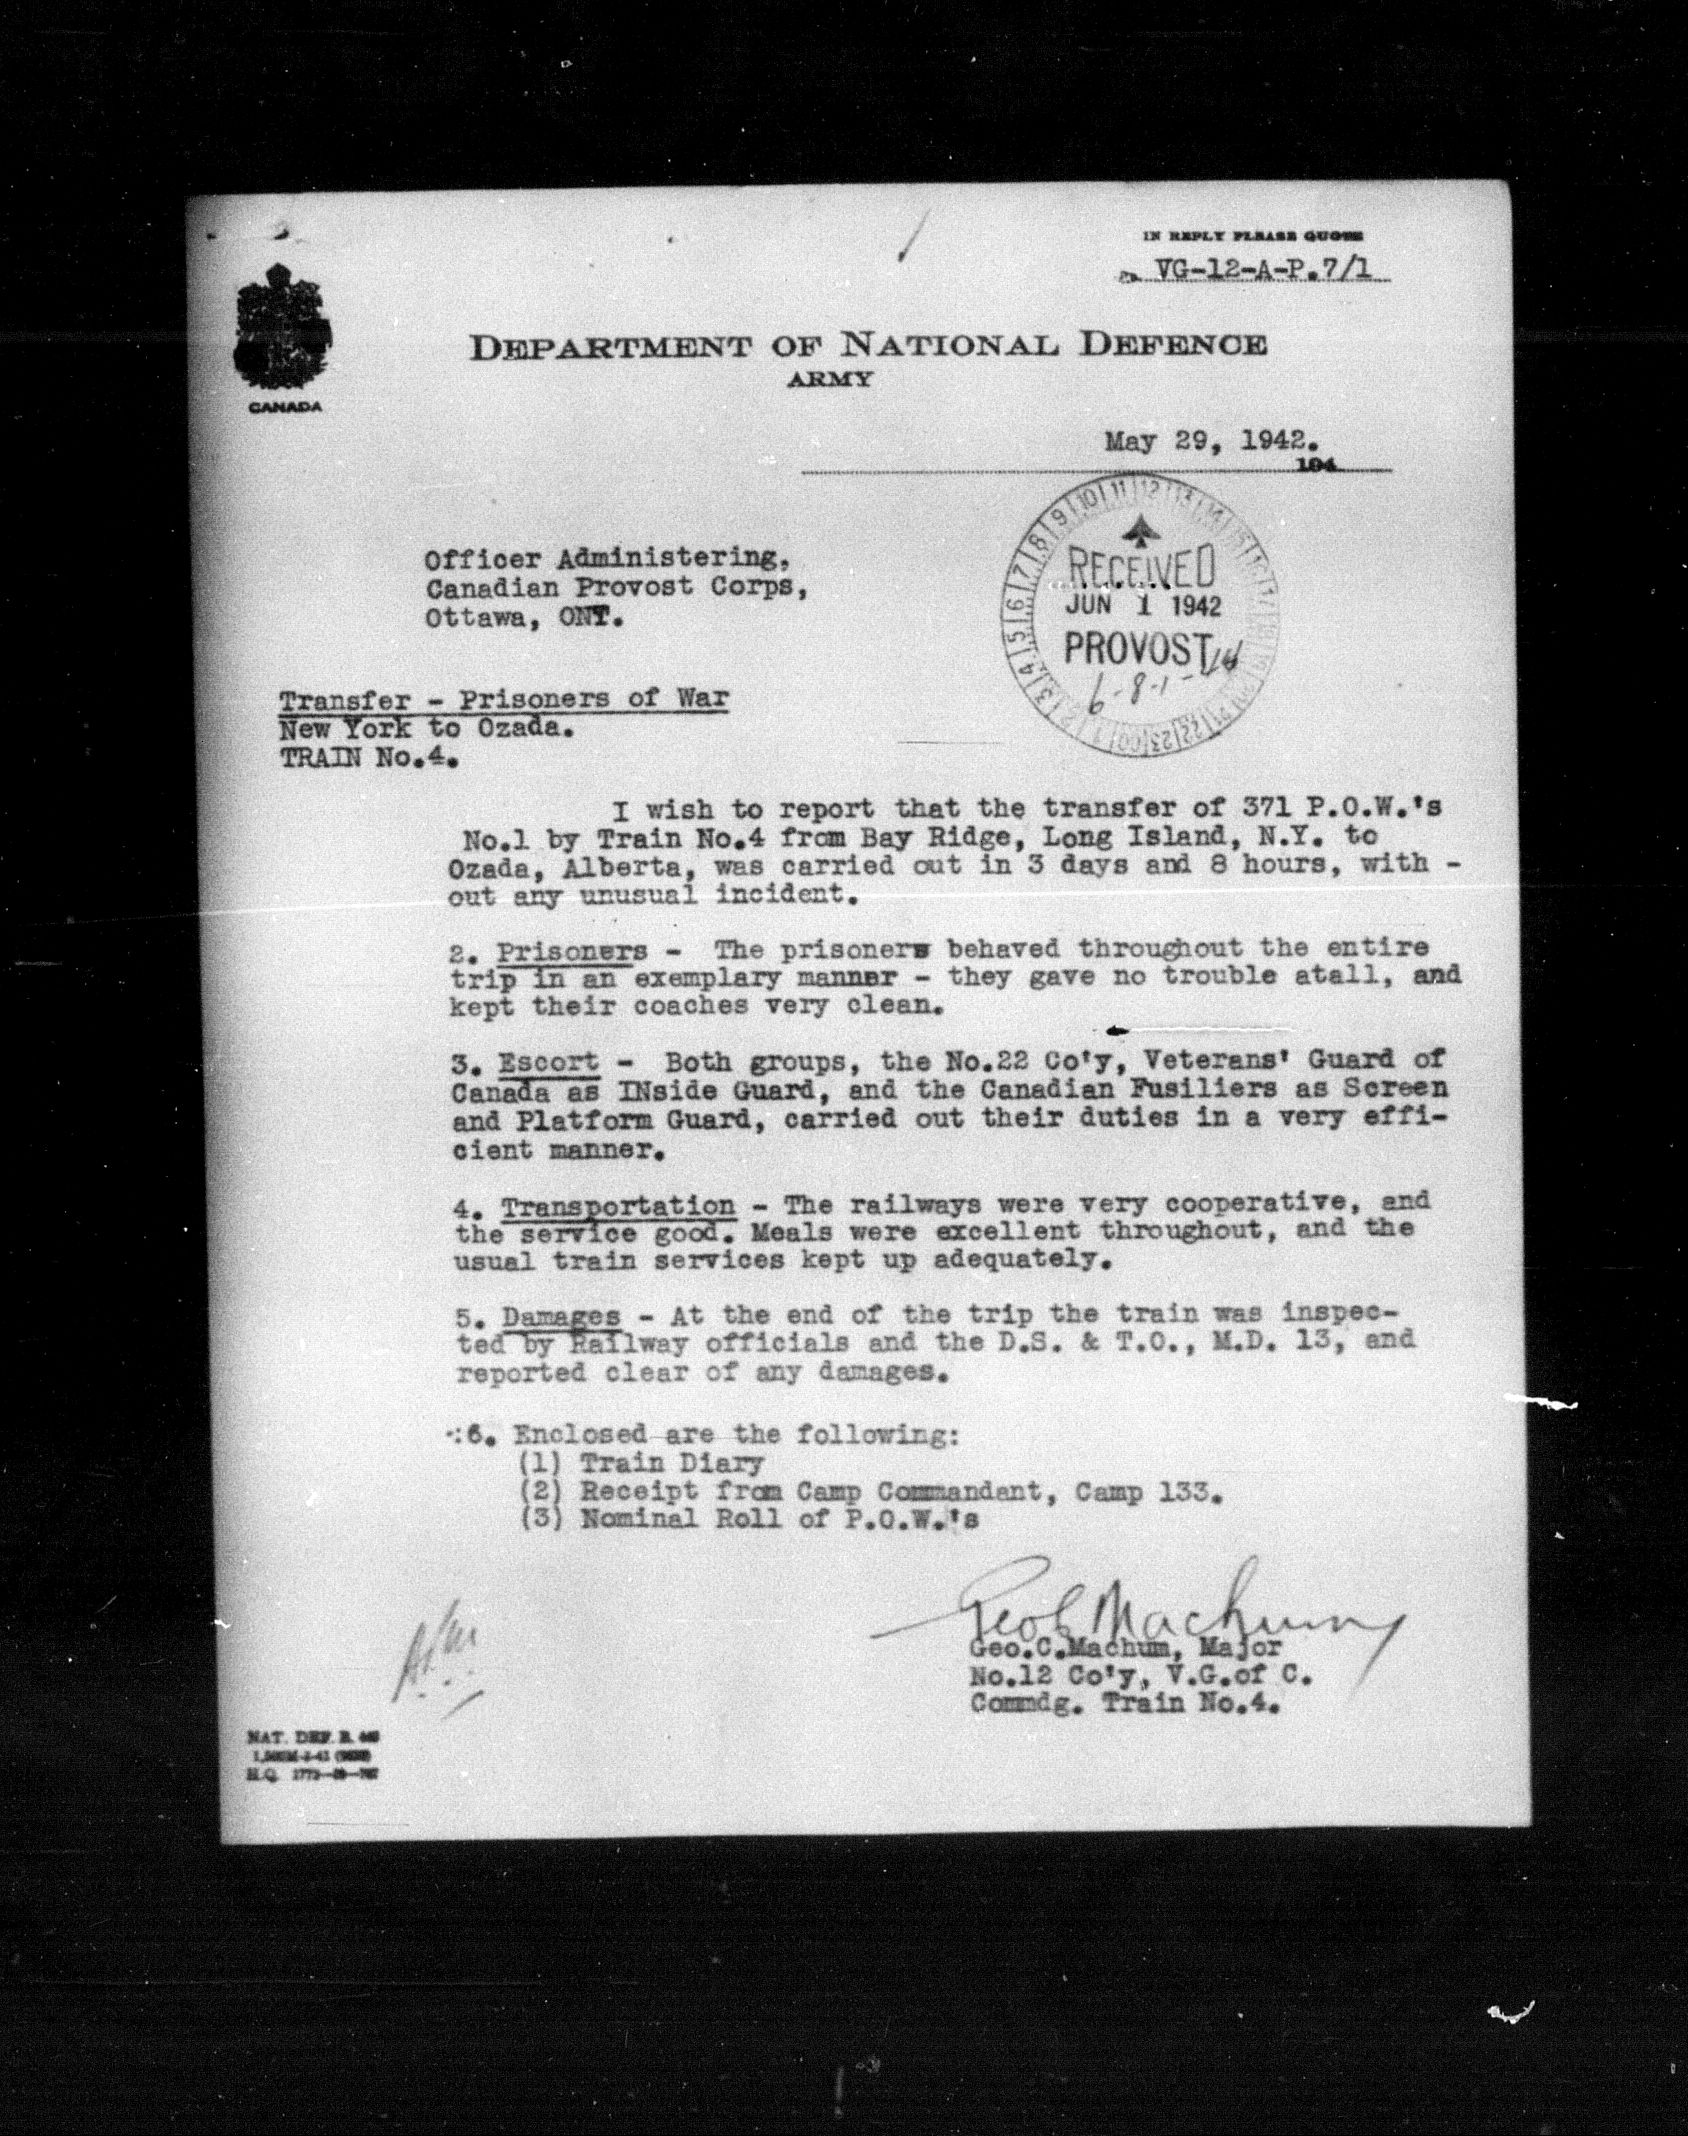 IN REPLY PLEASE QUOTE
VG-12-A-P.7/1
CANADA
DEPARTMENT OF NATIONAL DEFENCE
ARMY
May 29, 1942.
194
Officer Administering,
Canadian Provost Corps,
Ottawa, ONT.
RECEIVED
JUN 1 1942
PROVOST
6-8-1-
Transfer - Prisoners of War
New York to Ozada.
TRAIN No.4.
I wish to report that the transfer of 371 P.O.W.'s
No.1 by Train No.4 from Bay Ridge, Long Island, N.Y. to
Ozada, Alberta, was carried out in 3 days and 8 hours, with -
out any unusual incident.
2. Prisoners - The prisoners behaved throughout the entire
trip in an exemplary manner - they gave no trouble atall, and
kept their coaches very clean.
3. Escort - Both groups, the No.22 Co'y, Veterans' Guard of
Canada as INside Guard, and the Canadian Fusiliers as Screen
and Platform Guard, carried out their duties in a very effi-
cient manner.
4. Transportation - The railways were very cooperative, and
the service good. Meals were excellent throughout, and the
usual train services kept up adequately.
5. Damages - At the end of the trip the train was inspec-
ted by Railway officials and the D.S. & T.O., M.D. 13, and
reported clear of any damages.
6. Enclosed are the following:
(1) Train Diary
(2) Receipt from Camp Commandant, Camp 133.
(3) Nominal Roll of P.O.W.'s
Geo C Machum
Geo.C.Machum, Major
No.12 Co'y, V.G.of C.
Commdg. Train No.4.
NAT. DEF. B.
H.Q. 1772-39-